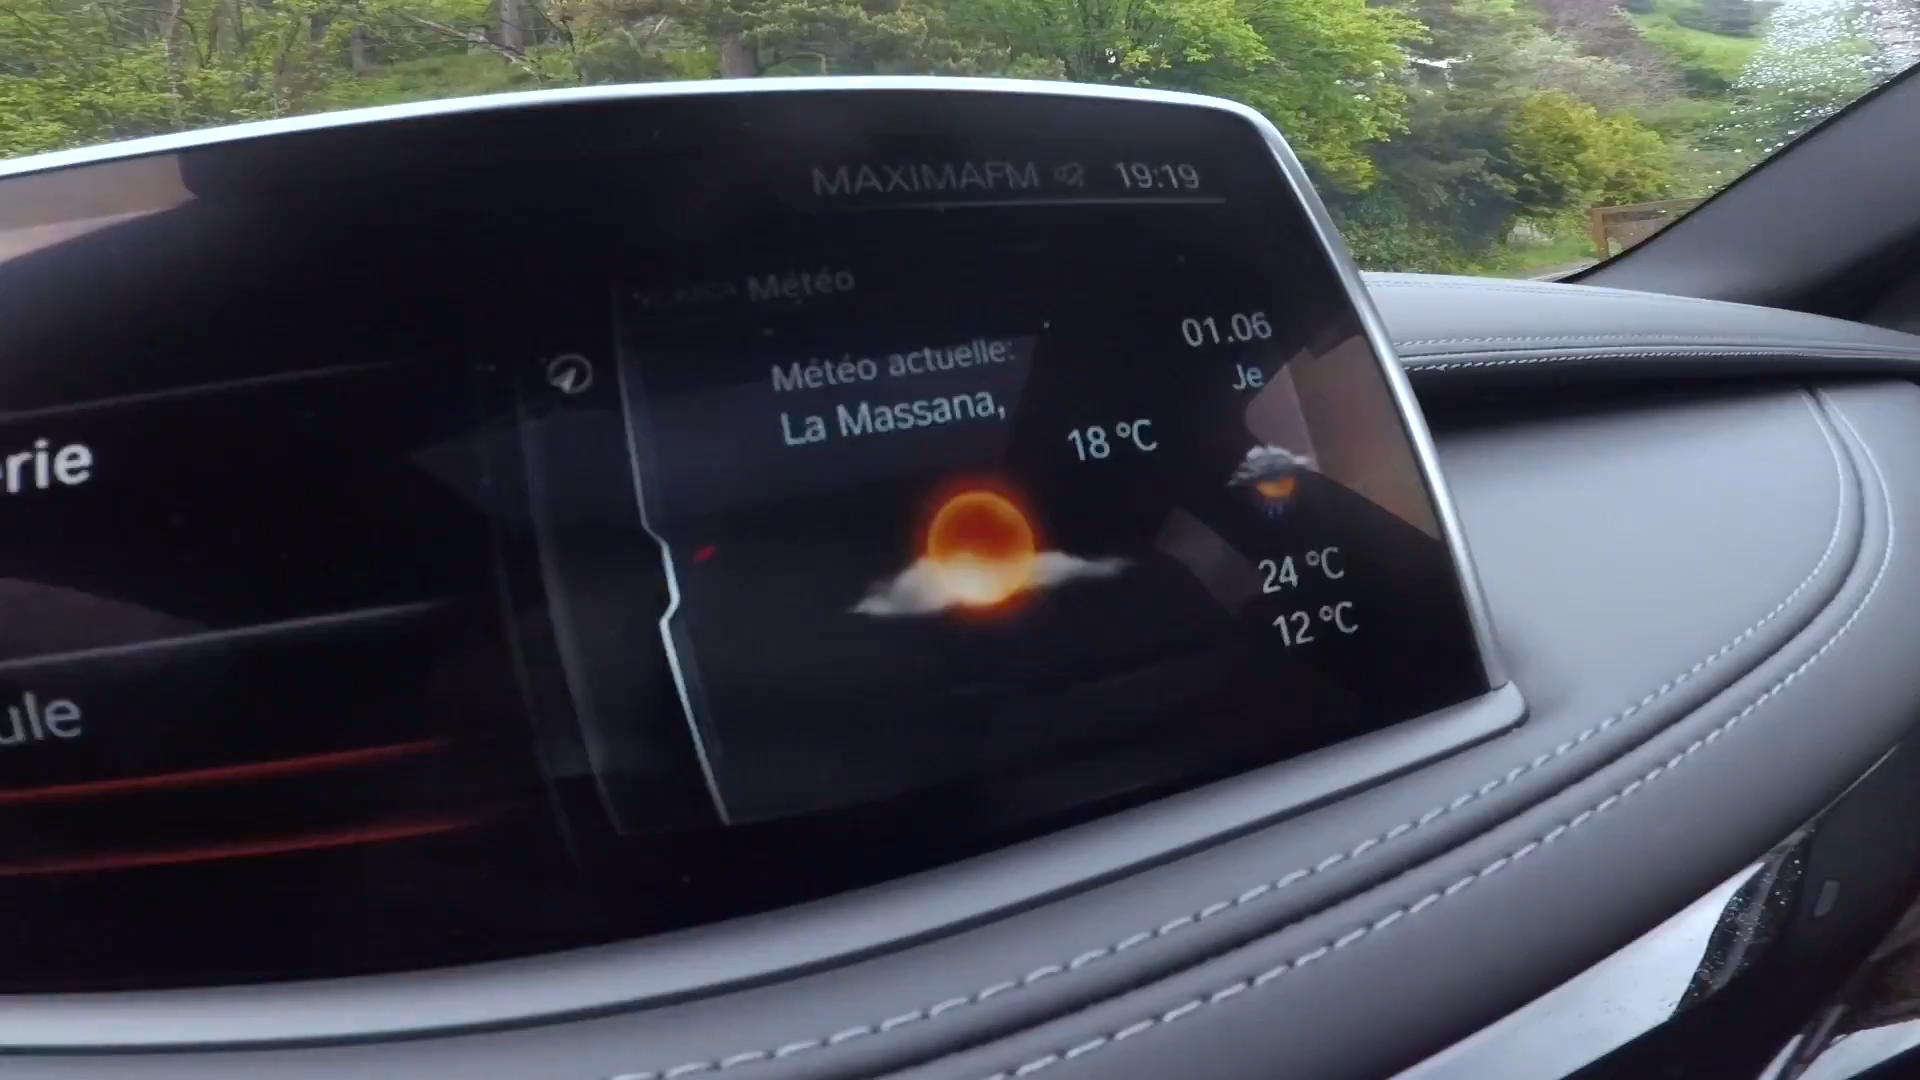 MAXIMAFM 19:19
Météo
Météo actuelle:
La Massana,
18 °C
01.06
Je
24 °C
12 °C
rie
ule